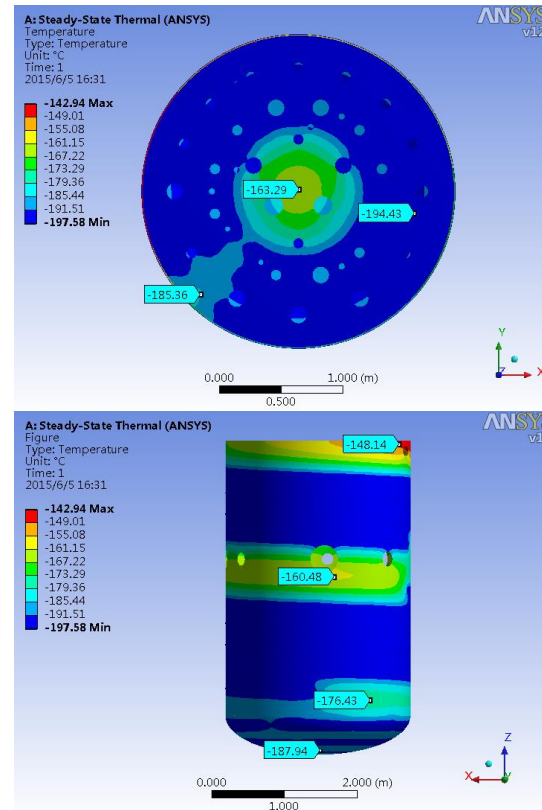 A: Steady-State Thermal (ANSYS)
Temperature
Type: Temperature
Unit: °C
Time: 1
2015/6/5 16:31
-142.94 Max
-149.01
-155.08
-161.15
-167.22
-173.29
-179.36
-185.44
-191.51
-197.58 Min
ANSYS
v12
-163.29
-194.43
-185.36
0.000 1.000 (m)
0.500
Y
Z X
A: Steady-State Thermal (ANSYS)
Figure
Type: Temperature
Unit: °C
Time: 1
2015/6/5 16:31
-142.94 Max
-149.01
-155.08
-161.15
-167.22
-173.29
-179.36
-185.44
-191.51
-197.58 Min
ANSYS
-148.14
-160.48
-176.43
-187.94
0.000 2.000 (m)
1.000
Z
X Y